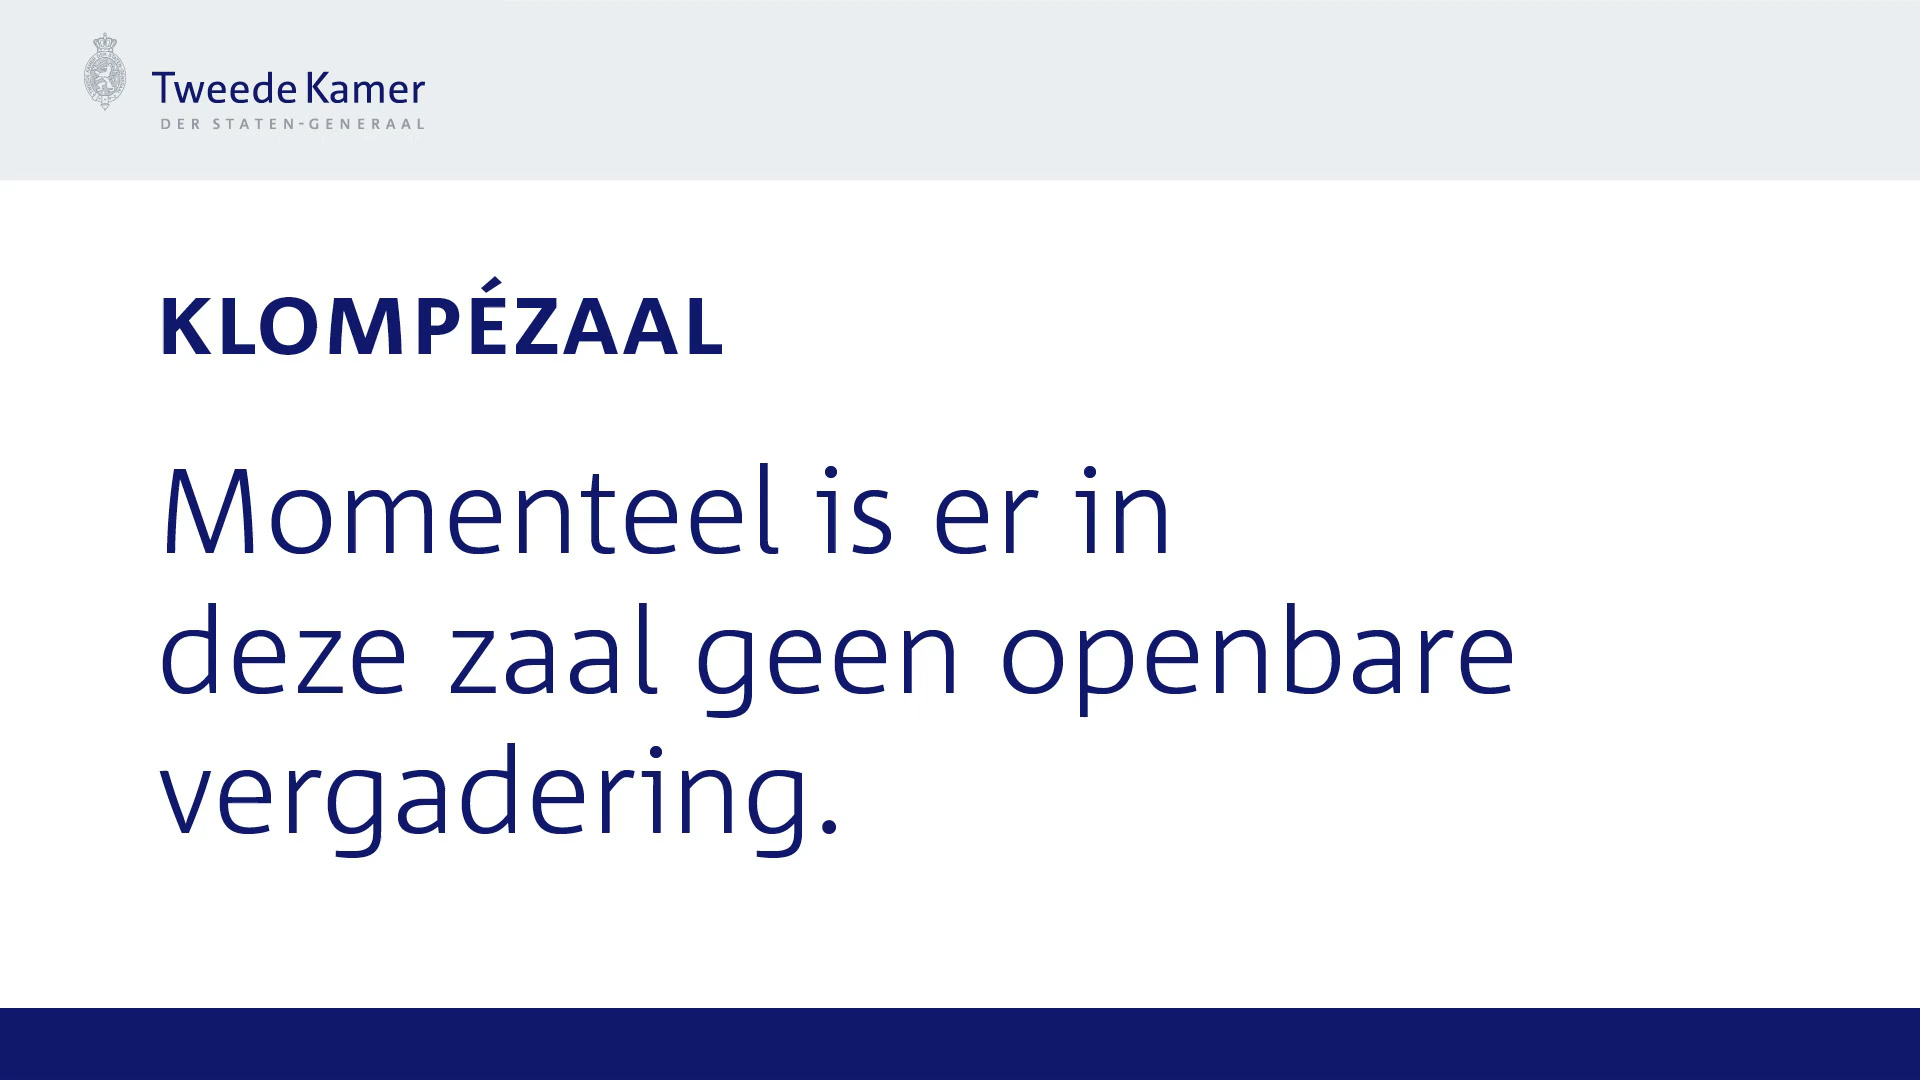 Tweede Kamer
DER STATEN-GENERAAL
KLOMPÉZAAL
Momenteel is er in
deze zaal geen openbare
vergadering.